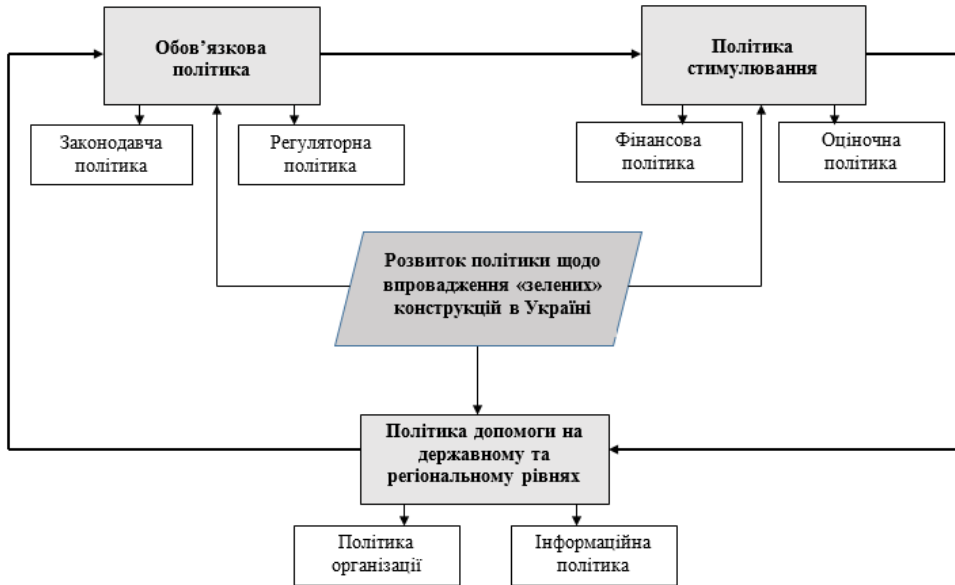 Обов’язкова
політика
Політика
стимулювання
Законодавча
політика
Регуляторна
політика
Фінансова
політика
Оціночна
політика
Розвиток політики щодо
впровадження «зелених»
конструкцій в Україні
Політика допомоги на
державному та
регіональному рівнях
Політика
організації
Інформаційна
політика